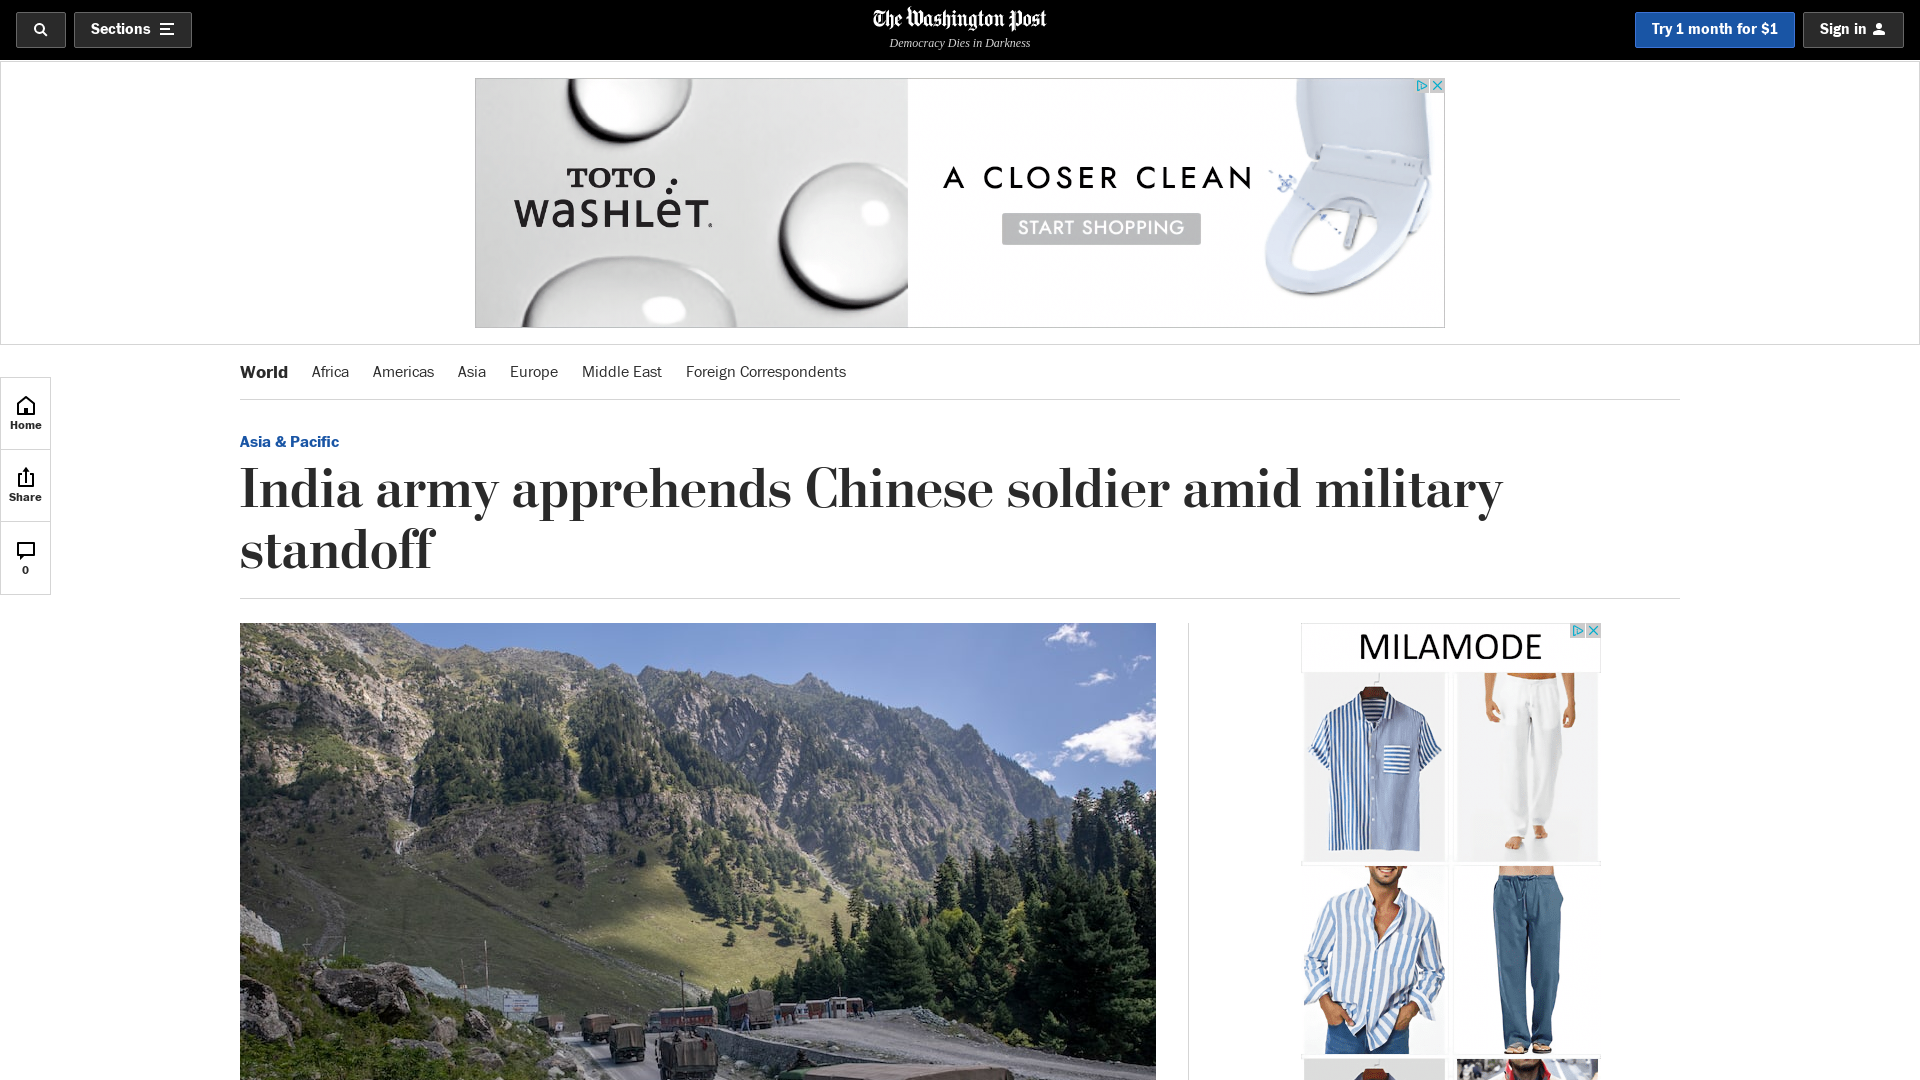 Sections
The Washington Post
Democracy Dies in Darkness
Try 1 month for $1
Sign in
TOTO
WASHLET®
A CLOSER CLEAN
START SHOPPING
World
Africa
Americas
Asia
Europe
Middle East
Foreign Correspondents
Home
Share
0
Asia & Pacific
India army apprehends Chinese soldier amid military
standoff
MILAMODE